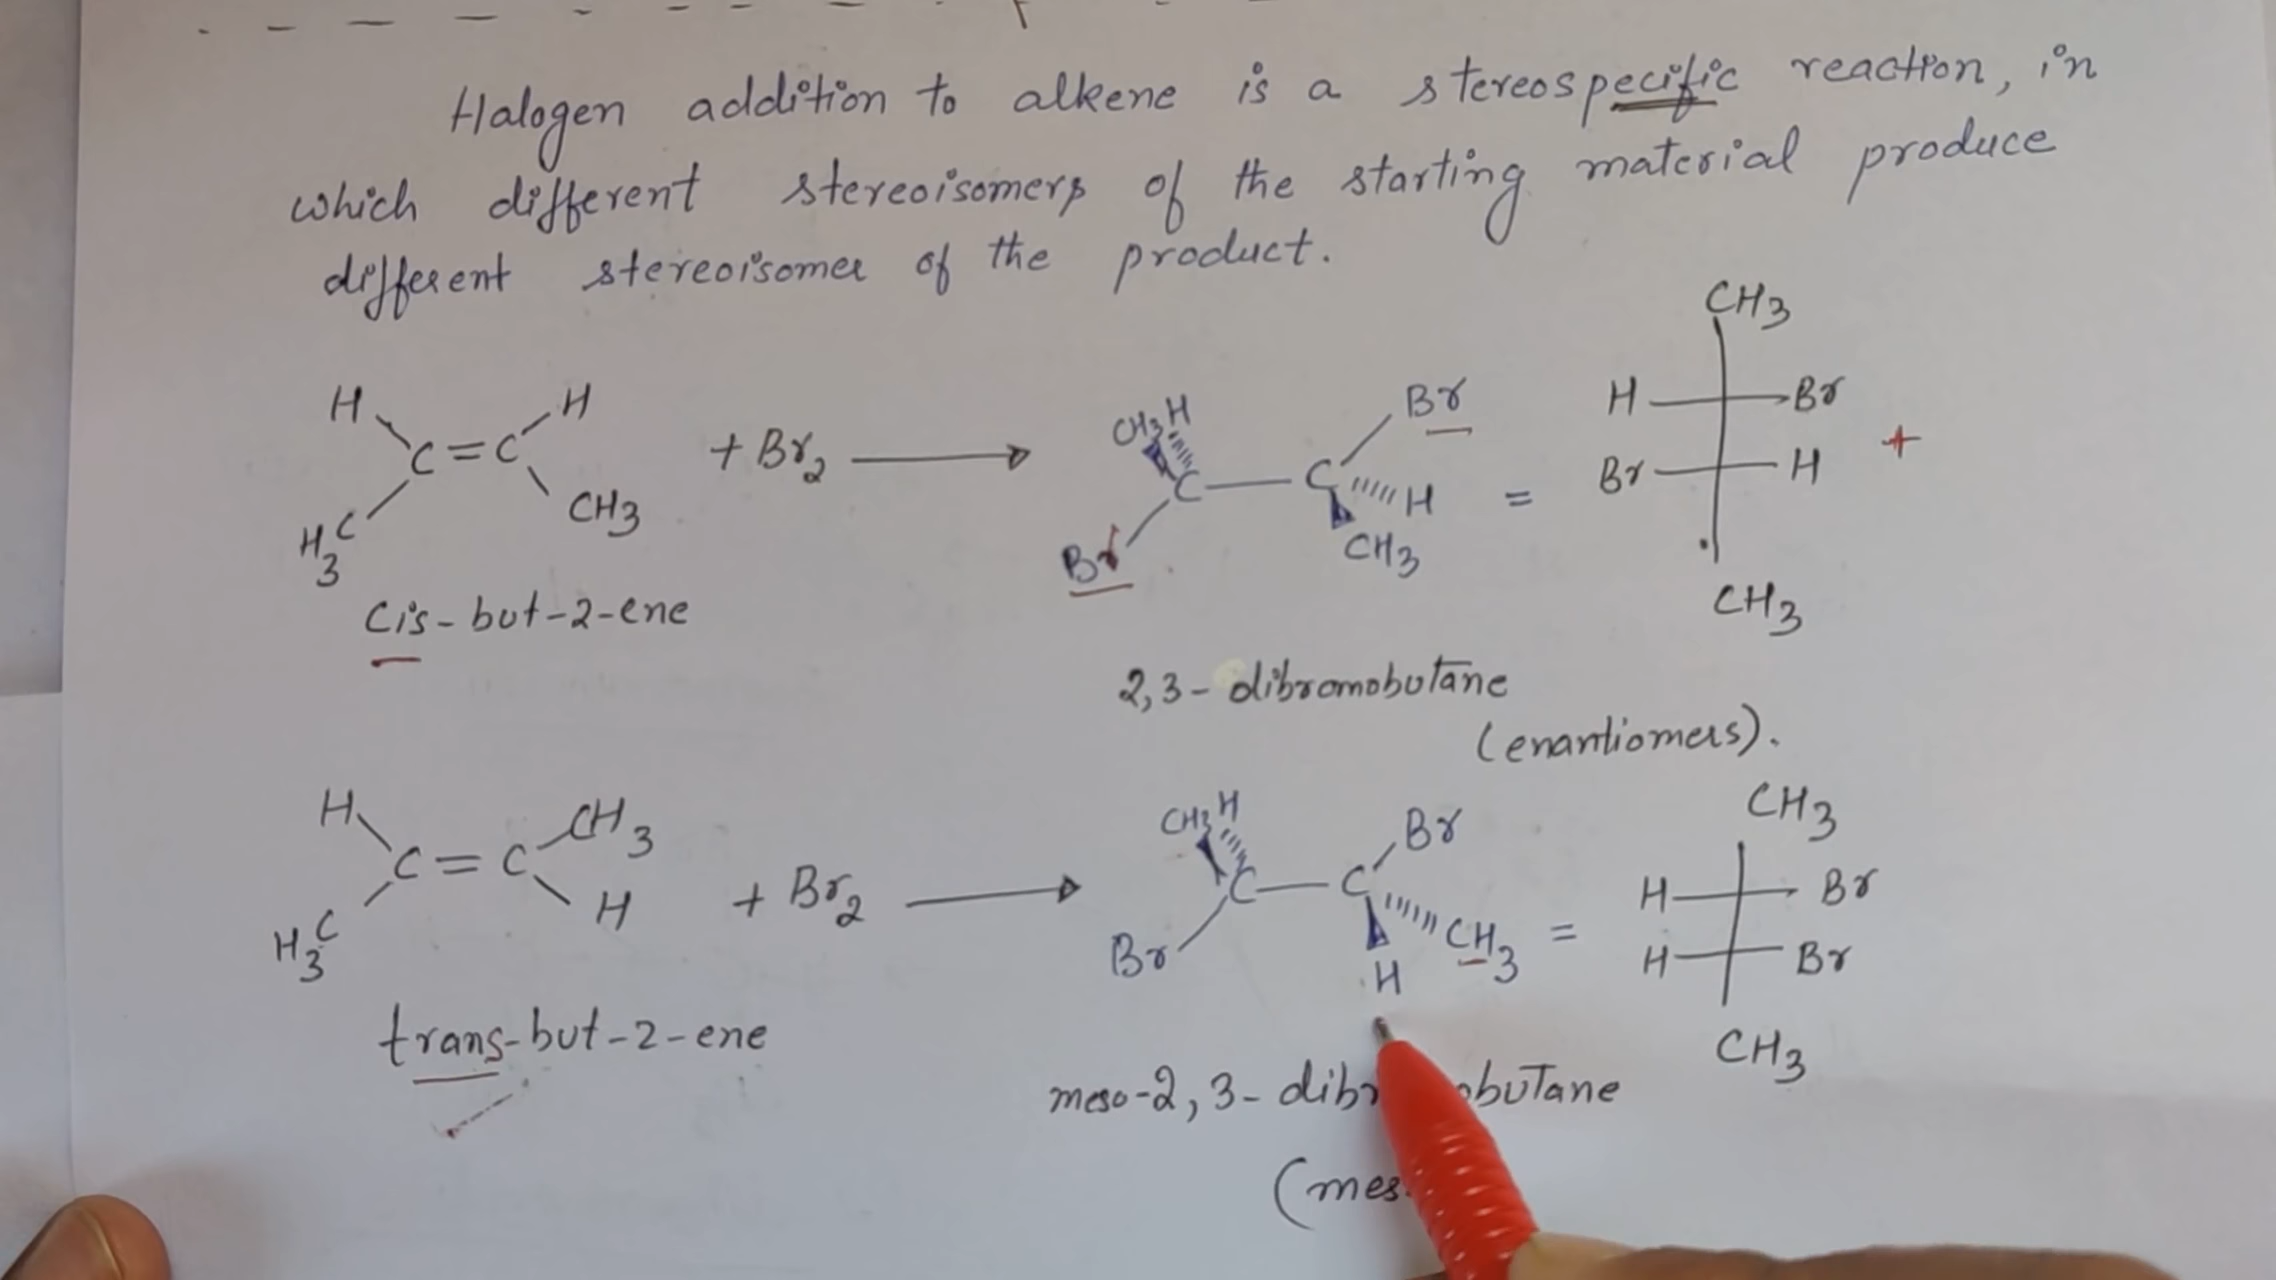 Halogen addition to alkene is a stereospecific reaction, in
which different stereoisomers of the starting material produce
different stereoisomer of the product.
H H
C=C
H3C CH3
+ Br2
cis-but-2-ene
CH3 H Br
C C H
Br CH3
=
CH3
H Br
Br H
CH3
+
2,3-dibromobutane
(enantiomers).
H CH3
C=C
H3C H
+ Br2
trans-but-2-ene
CH3 H Br
C C CH3
Br H
=
CH3
H Br
H Br
CH3
meso-2,3-dibr obutane
(mes